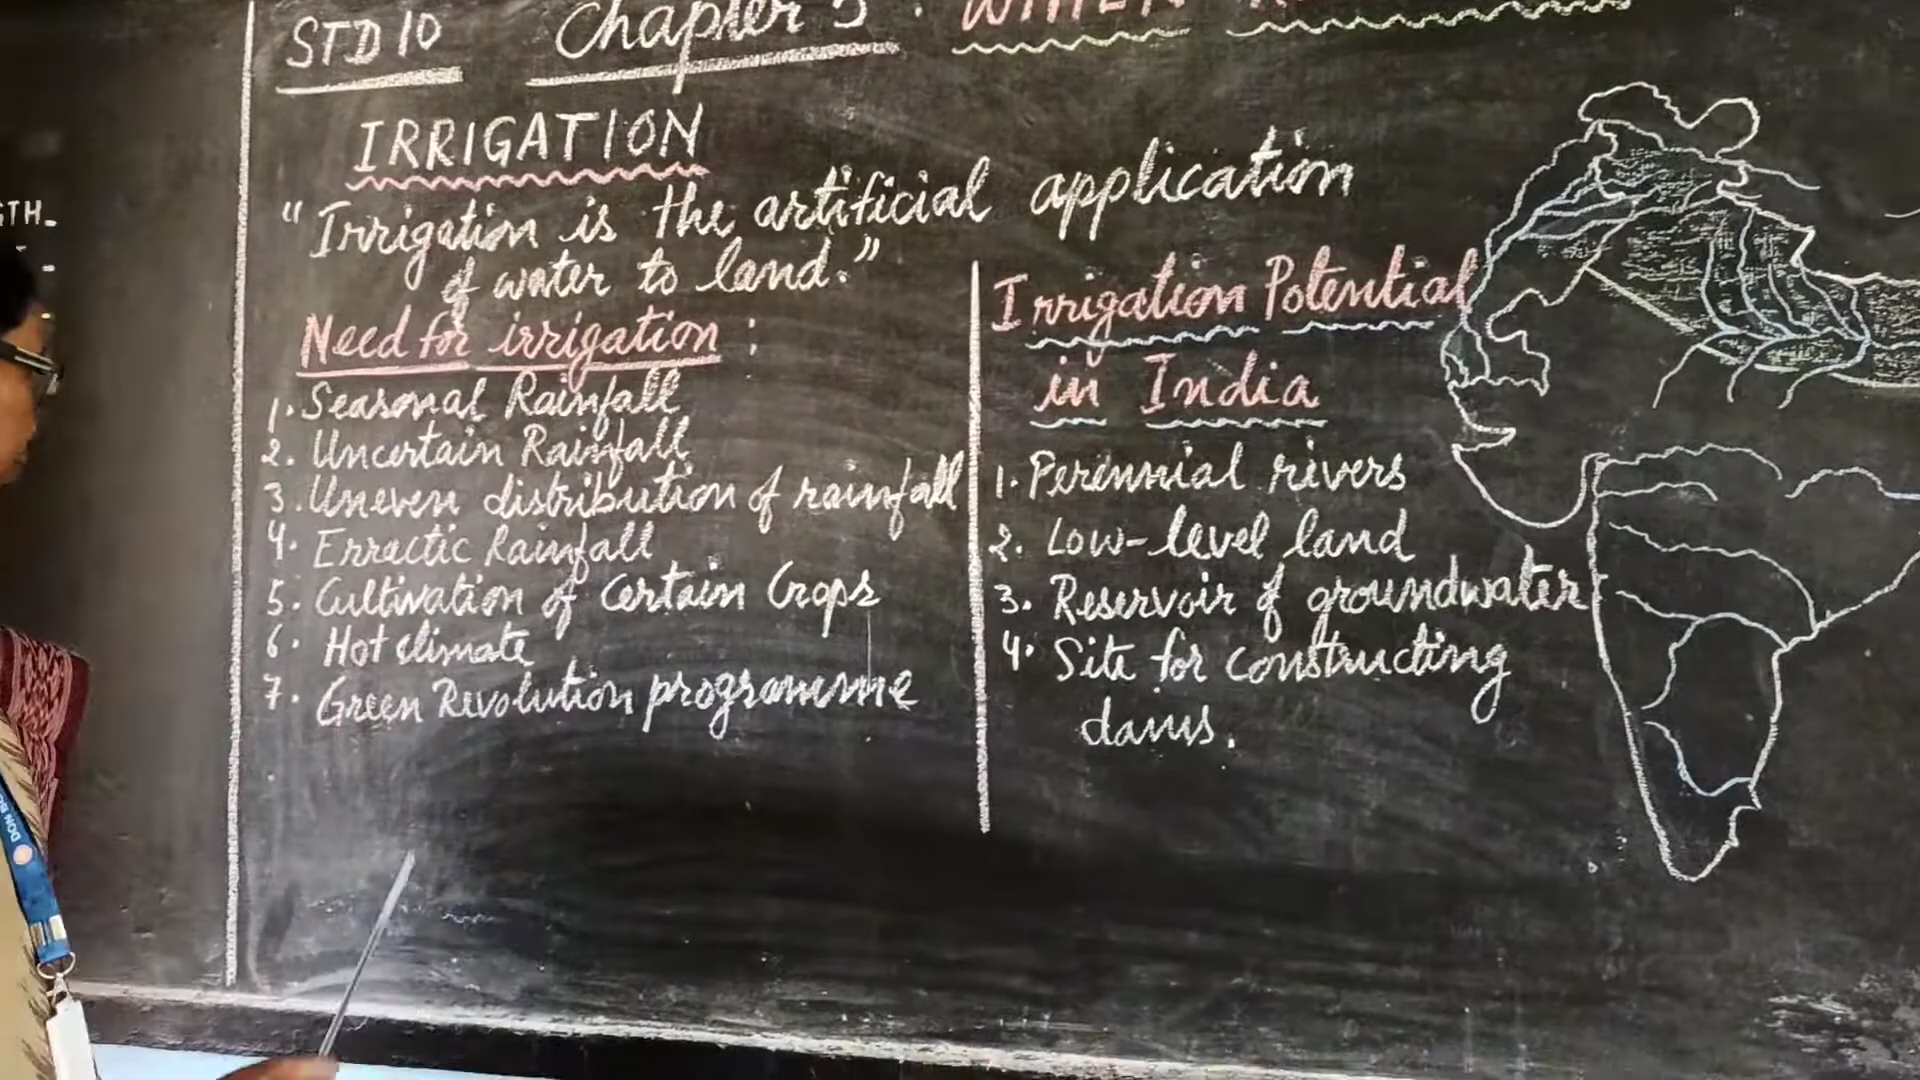 STD 10 Chapter 5 : WATER
IRRIGATION
"Irrigation is the artificial application
of water to land."
Need for irrigation :
1. Seasonal Rainfall
2. Uncertain Rainfall
3. Uneven distribution of rainfall
4. Erractic Rainfall
5. Cultivation of Certain Crops
6. Hot climate
7. Green Revolution programme
Irrigation Potential
in India
1. Perennial rivers
2. Low-level land
3. Reservoir of groundwater
4. Site for constructing
dams.
DON